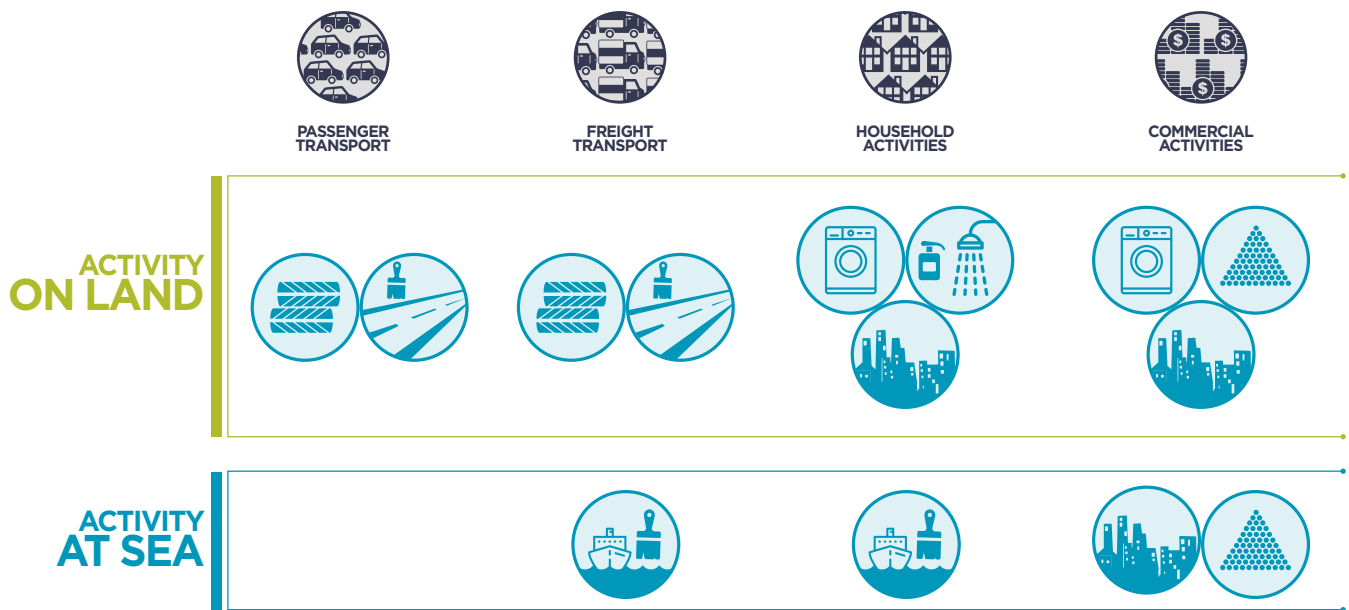 PASSENGER
TRANSPORT
FREIGHT
TRANSPORT
HOUSEHOLD
ACTIVITIES
COMMERCIAL
ACTIVITIES
$
$
$
ACTIVITY
ON LAND
ACTIVITY
AT SEA